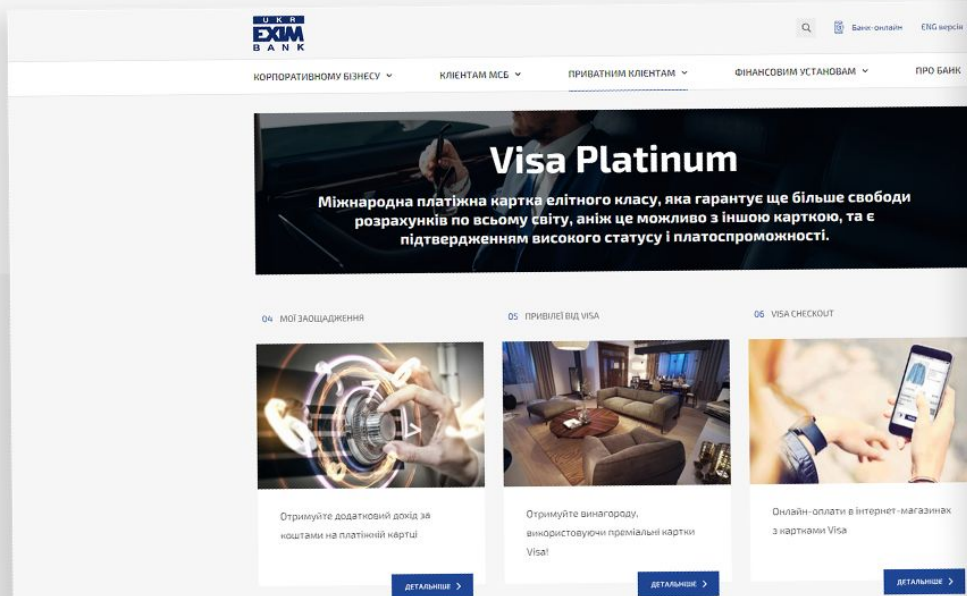 UKR
EXIM
BANK
Банк-онлайн
ENG версія
КОРПОРАТИВНОМУ БІЗНЕСУ
КЛІЄНТАМ МСБ
ПРИВАТНИМ КЛІЄНТАМ
ФІНАНСОВИМ УСТАНОВАМ
ПРО БАНК
Visa Platinum
Міжнародна платіжна картка елітного класу, яка гарантує ще більше свободи
розрахунків по всьому світу, аніж це можливо з іншою карткою, та є
підтвердженням високого статусу і платоспроможності.
04 МОЇ ЗАОЩАДЖЕННЯ
05 ПРИВІЛЕЇ ВІД VISA
06 VISA CHECKOUT
Отримуйте додатковий дохід за
коштами на платіжній картці
Отримуйте винагороду,
використовуючи преміальні картки
Visa!
Онлайн-оплати в інтернет-магазинах
з картками Visa
ДЕТАЛЬНІШЕ >
ДЕТАЛЬНІШЕ >
ДЕТАЛЬНІШЕ >